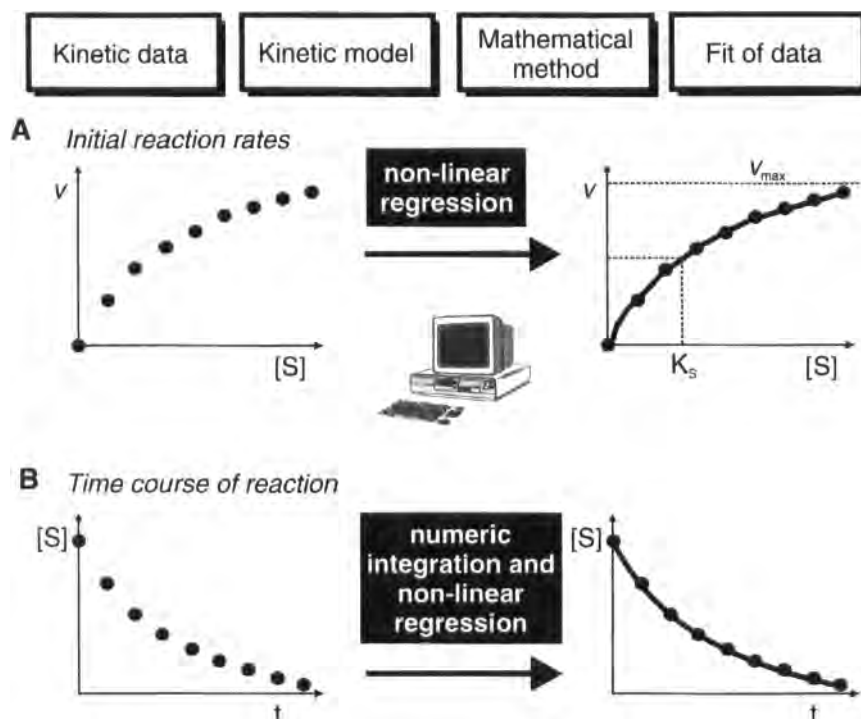 Kinetic data
Kinetic model
Mathematical
method
Fit of data
A
Initial reaction rates
v
[S]
non-linear
regression
v
Vmax
Ks
[S]
B
Time course of reaction
[S]
t
numeric
integration and
non-linear
regression
[S]
t